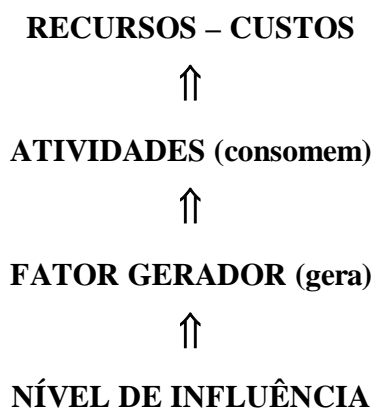 RECURSOS – CUSTOS
⇑
ATIVIDADES (consomem)
⇑
FATOR GERADOR (gera)
⇑
NÍVEL DE INFLUÊNCIA